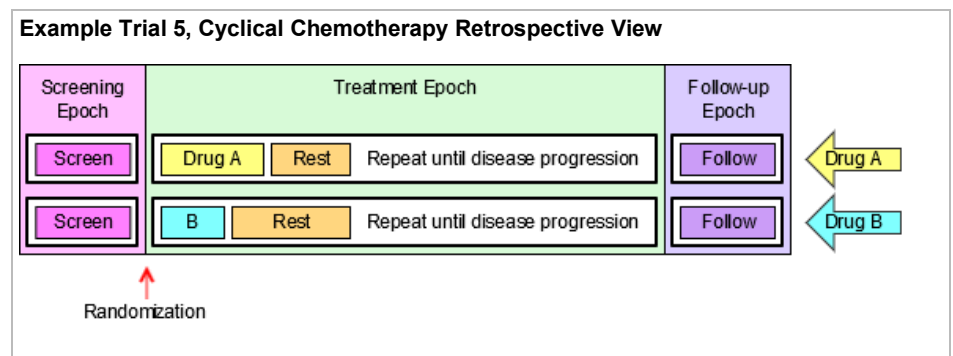 Example Trial 5, Cyclical Chemotherapy Retrospective View
Screening Epoch
Treatment Epoch
Follow-up Epoch
Screen
Drug A
Rest
Repeat until disease progression
Follow
Drug A
Screen
B
Rest
Repeat until disease progression
Follow
Drug B
Randomization